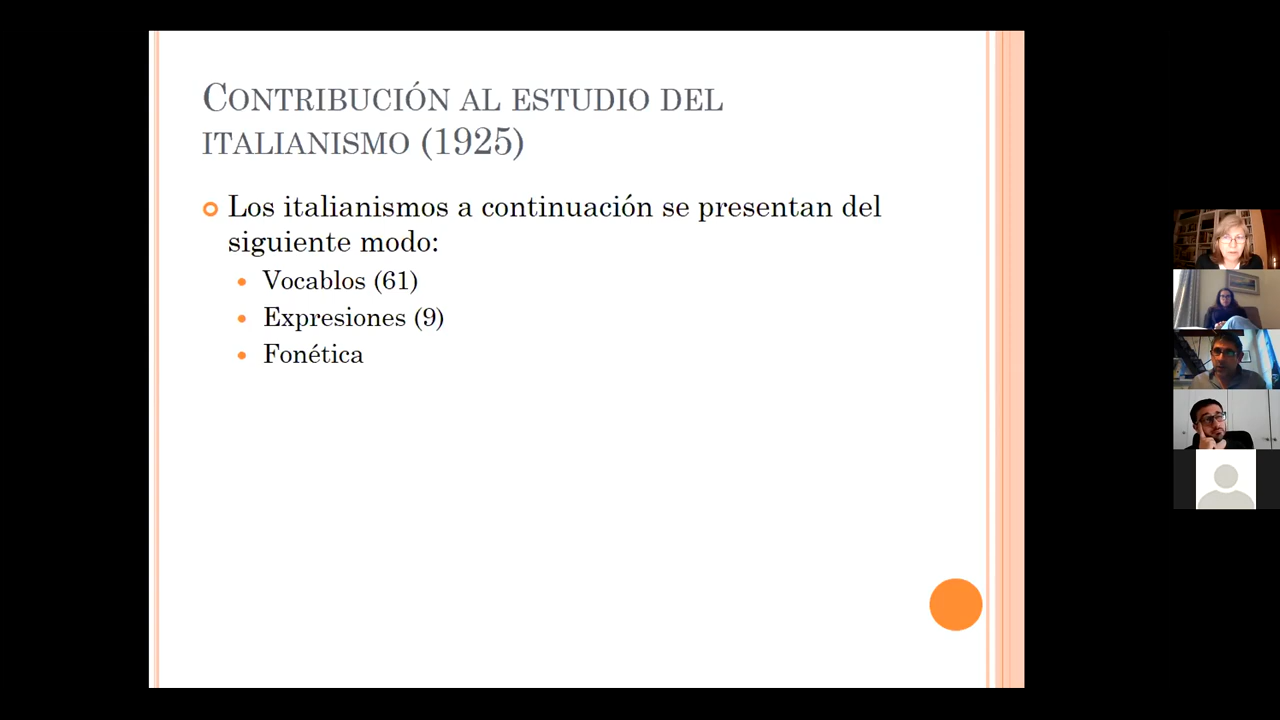 CONTRIBUCIÓN AL ESTUDIO DEL
ITALIANISMO (1925)
Los italianismos a continuación se presentan del
siguiente modo:
Vocablos (61)
Expresiones (9)
Fonética